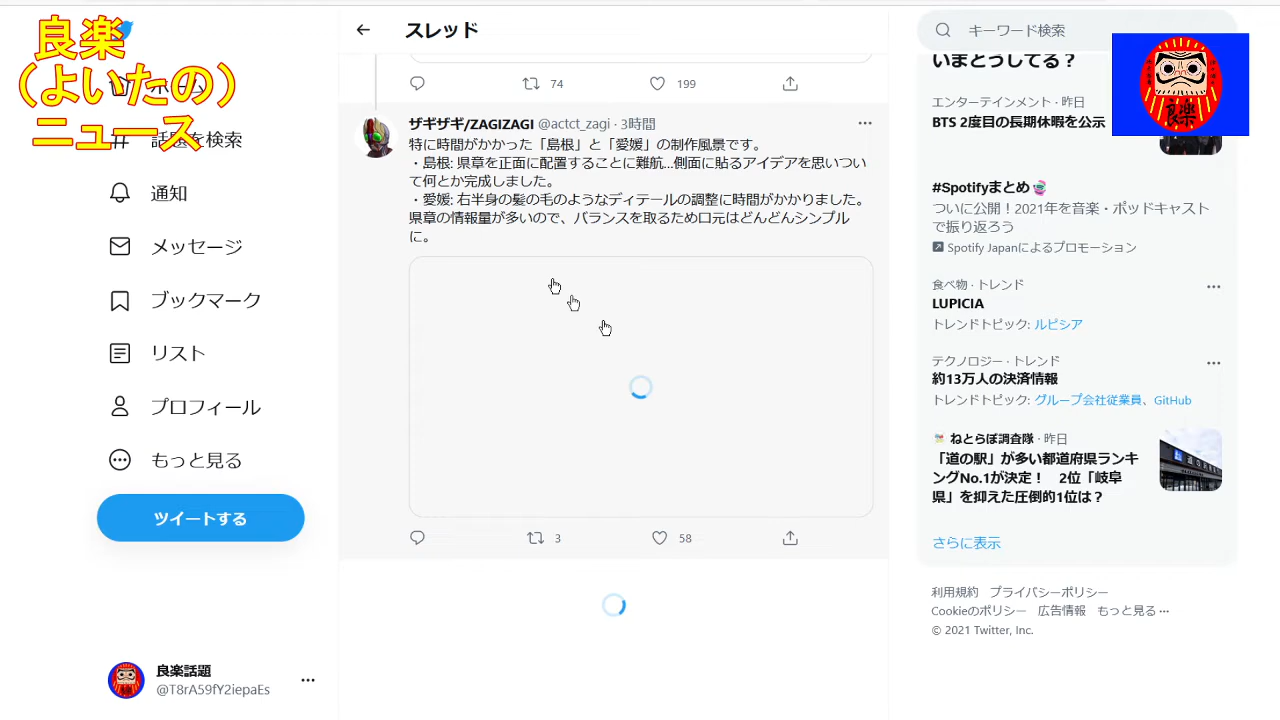 良楽
（よいたの）
ニュース
話題を検索
通知
メッセージ
ブックマーク
リスト
プロフィール
もっと見る
ツイートする
良楽話題
@T8rA59fY2iepaEs
スレッド
74
199
ザギザギ/ZAGIZAGI @actct_zagi · 3時間
特に時間がかかった「島根」と「愛媛」の制作風景です。
・島根: 県章を正面に配置することに難航...側面に貼るアイデアを思いつい
て何とか完成しました。
・愛媛: 右半身の髪の毛のようなディテールの調整に時間がかかりました。
県章の情報量が多いので、バランスを取るため口元はどんどんシンプル
に。
3
58
キーワード検索
良楽
いまどうしてる？
エンターテインメント · 昨日
BTS 2度目の長期休暇を公示
#Spotifyまとめ
ついに公開！2021年を音楽・ポッドキャスト
で振り返ろう
Spotify Japanによるプロモーション
食べ物 · トレンド
LUPICIA
トレンドトピック: ルピシア
テクノロジー · トレンド
約13万人の決済情報
トレンドトピック: グループ会社従業員、GitHub
ねとらぼ調査隊 · 昨日
「道の駅」が多い都道府県ランキ
ングNo.1が決定！　2位「岐阜
県」を抑えた圧倒的1位は？
さらに表示
利用規約　プライバシーポリシー
Cookieのポリシー　広告情報　もっと見る
© 2021 Twitter, Inc.